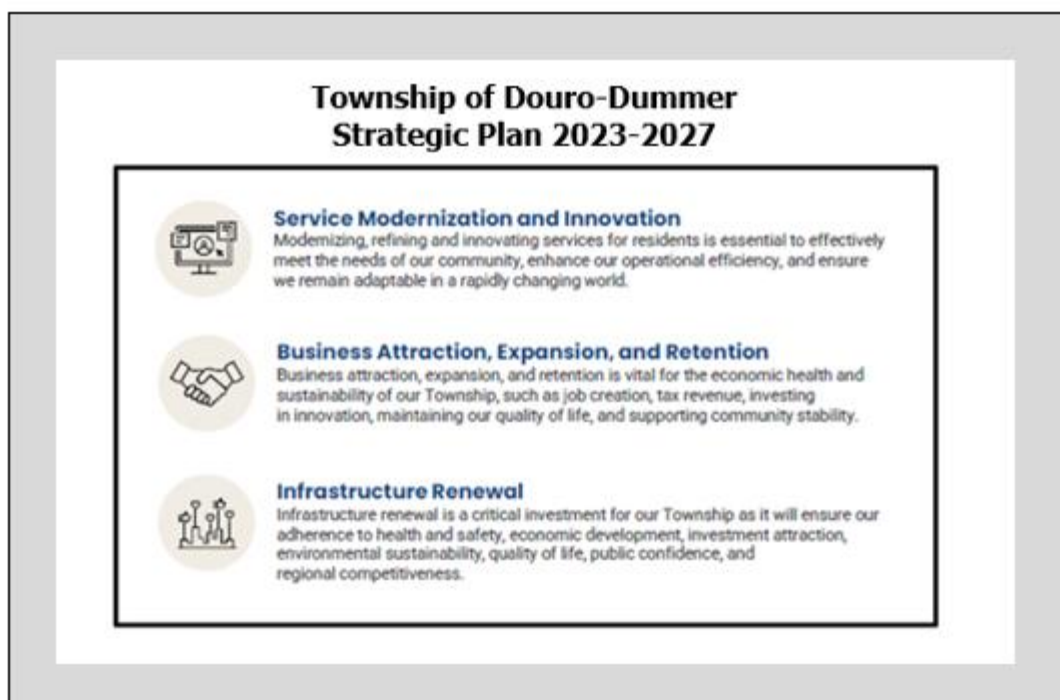 Township of Douro-Dummer
Strategic Plan 2023-2027
Service Modernization and Innovation
Modernizing, refining and innovating services for residents is essential to effectively
meet the needs of our community, enhance our operational efficiency, and ensure
we remain adaptable in a rapidly changing world.
Business Attraction, Expansion, and Retention
Business attraction, expansion, and retention is vital for the economic health and
sustainability of our Township, such as job creation, tax revenue, investing
in innovation, maintaining our quality of life, and supporting community stability.
Infrastructure Renewal
Infrastructure renewal is a critical investment for our Township as it will ensure our
adherence to health and safety, economic development, investment attraction,
environmental sustainability, quality of life, public confidence, and
regional competitiveness.